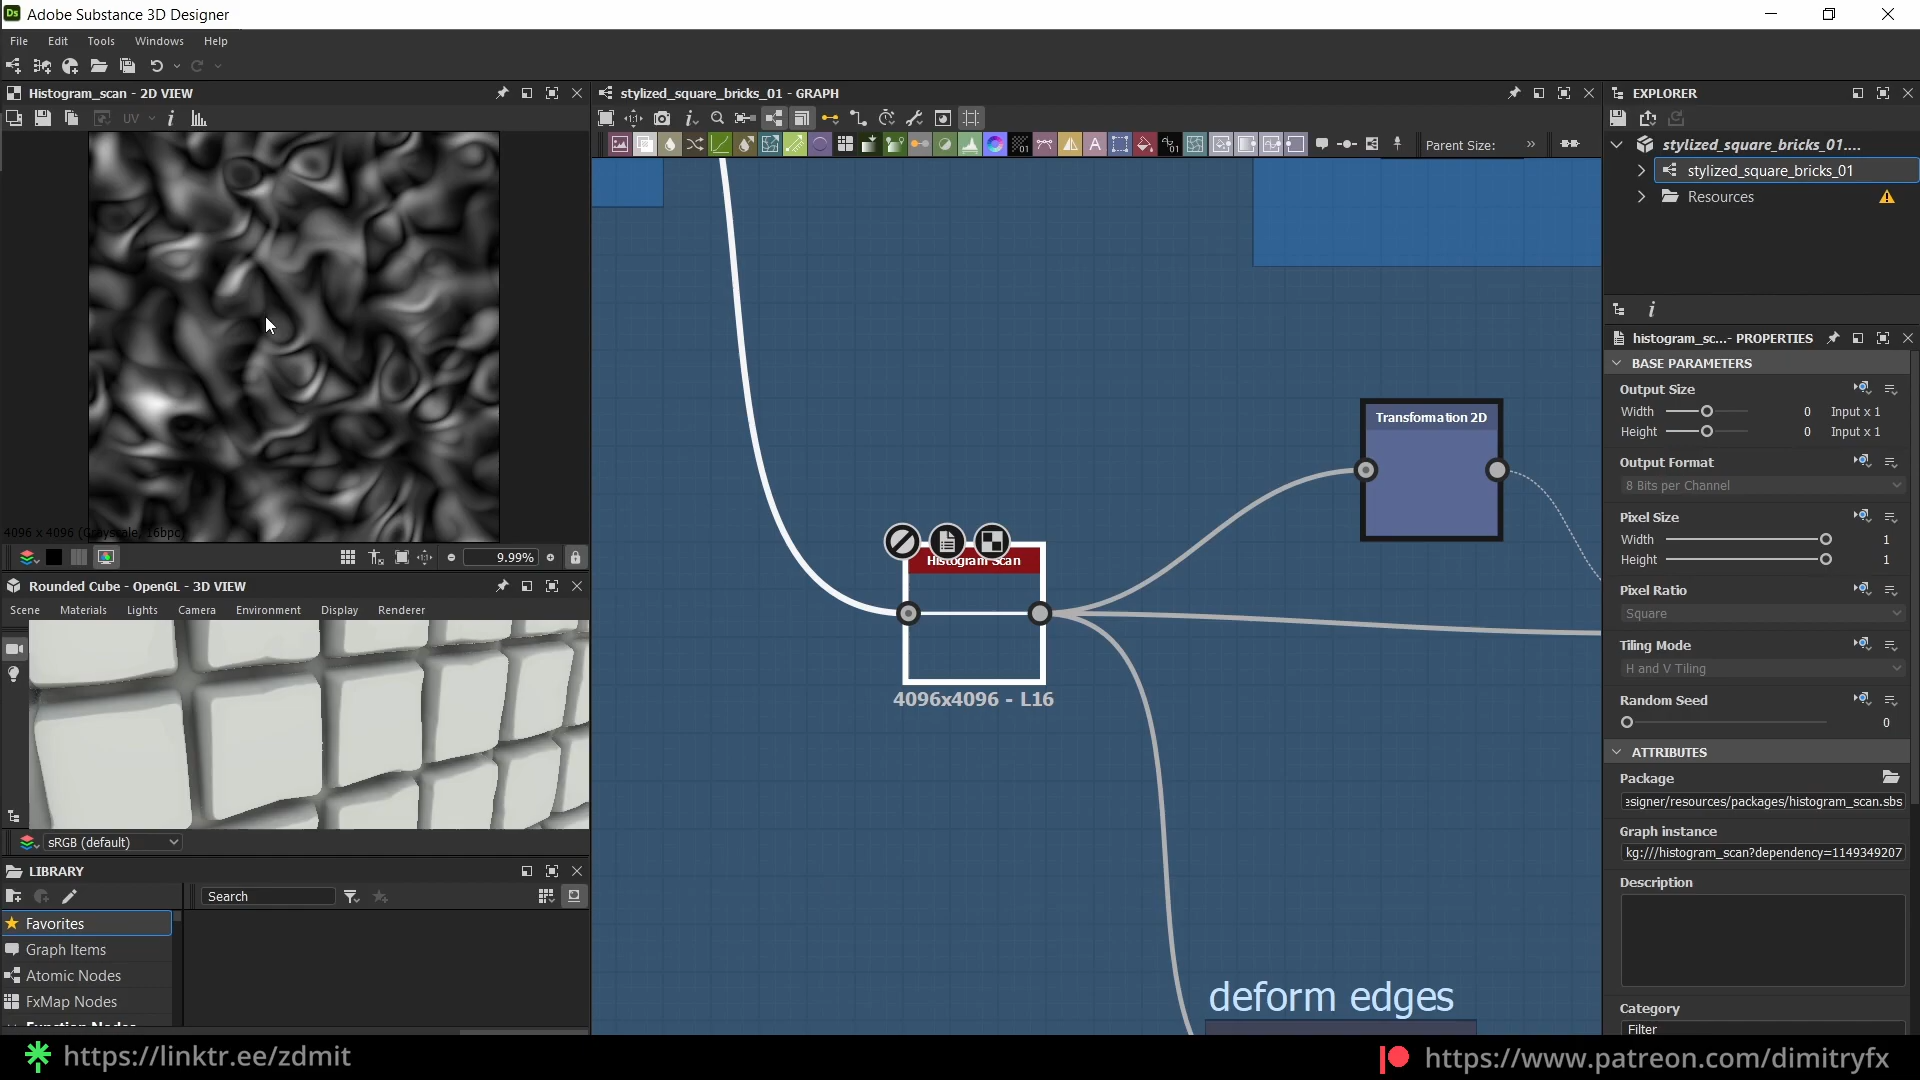 Ds Adobe Substance 3D Designer
File Edit Tools Windows Help
Histogram_scan - 2D VIEW
UV
4096 x 4096 (Grayscale, 16bpc)
9.99%
Rounded Cube - OpenGL - 3D VIEW
Scene Materials Lights Camera Environment Display Renderer
sRGB (default)
LIBRARY
Search
Favorites
Graph Items
Atomic Nodes
FxMap Nodes
stylized_square_bricks_01 - GRAPH
Parent Size:
Transformation 2D
Histogram Scan
4096x4096 - L16
deform edges
EXPLORER
stylized_square_bricks_01....
stylized_square_bricks_01
Resources
histogram_sc...- PROPERTIES
BASE PARAMETERS
Output Size
Width 0 Input x 1
Height 0 Input x 1
Output Format
8 Bits per Channel
Pixel Size
Width 1
Height 1
Pixel Ratio
Square
Tiling Mode
H and V Tiling
Random Seed
0
ATTRIBUTES
Package
esigner/resources/packages/histogram_scan.sbs
Graph instance
kg:///histogram_scan?dependency=1149349207
Description
Category
Filter
https://linktr.ee/zdmit
https://www.patreon.com/dimitryfx